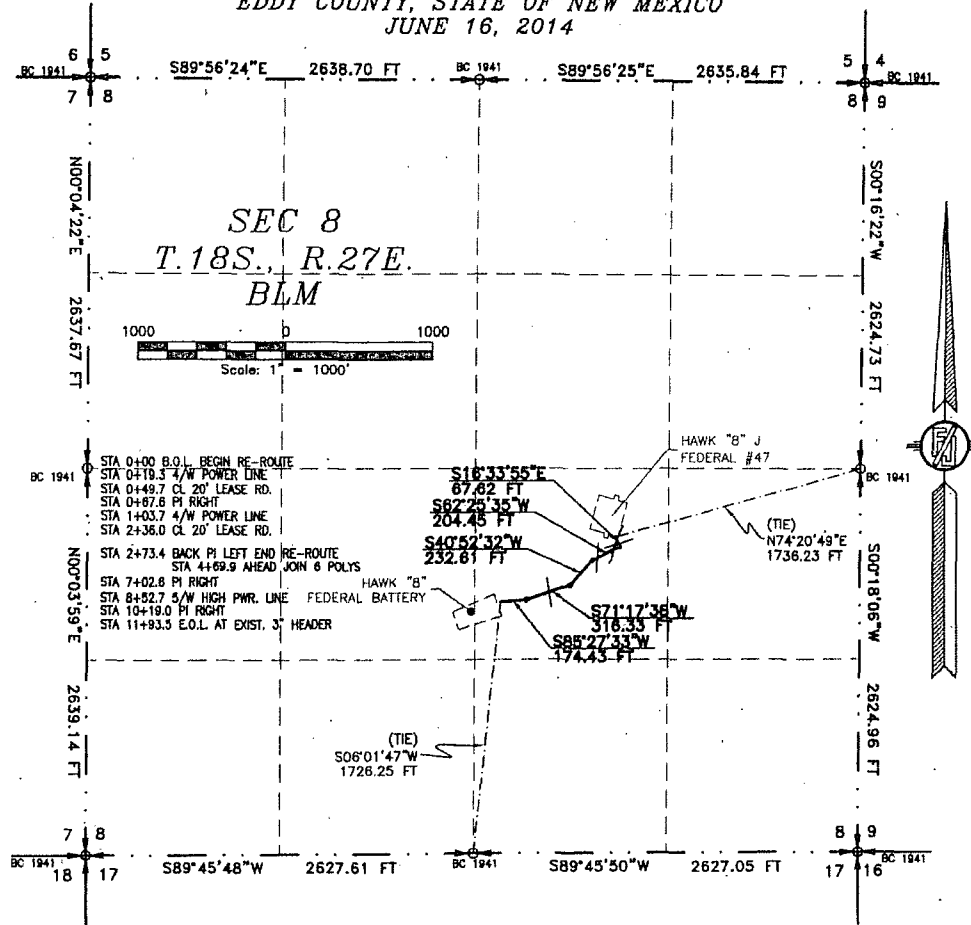 EDDY COUNTY, STATE OF NEW MEXICO
JUNE 16, 2014
6 5
BC 1941
7 8
S89°56'24"E 2638.70 FT
BC 1941
S89°56'25"E 2635.84 FT
5 4
BC 1941
8 9
N00°04'22"E 2637.67 FT
S00°16'22"W 2624.73 FT
SEC 8
T.18S., R.27E.
BLM
1000 0 1000
Scale: 1" = 1000'
BC 1941
BC 1941
STA 0+00 B.O.L. BEGIN RE-ROUTE
STA 0+19.3 4/W POWER LINE
STA 0+49.7 CL 20' LEASE RD.
STA 0+67.6 PI RIGHT
STA 1+03.7 4/W POWER LINE
STA 2+36.0 CL 20' LEASE RD.
STA 2+73.4 BACK PI LEFT END RE-ROUTE
STA 4+69.9 AHEAD JOIN 6 POLYS
STA 7+02.6 PI RIGHT
STA 8+52.7 5/W HIGH PWR. LINE
STA 10+19.0 PI RIGHT
STA 11+93.5 E.O.L. AT EXIST. 3" HEADER
HAWK "8" J
FEDERAL #47
S16°33'55"E
67.62 FT
S62°25'35"W
204.45 FT
S40°52'32"W
232.61 FT
(TIE)
N74°20'49"E
1736.23 FT
HAWK "8"
FEDERAL BATTERY
S71°17'36"W
316.33 FT
S85°27'33"W
174.43 FT
N00°03'59"E 2639.14 FT
S00°18'06"W 2624.96 FT
(TIE)
S06°01'47"W
1726.25 FT
7 8
BC 1941
18 17
S89°45'48"W 2627.61 FT
BC 1941
S89°45'50"W 2627.05 FT
8 9
BC 1941
17 16